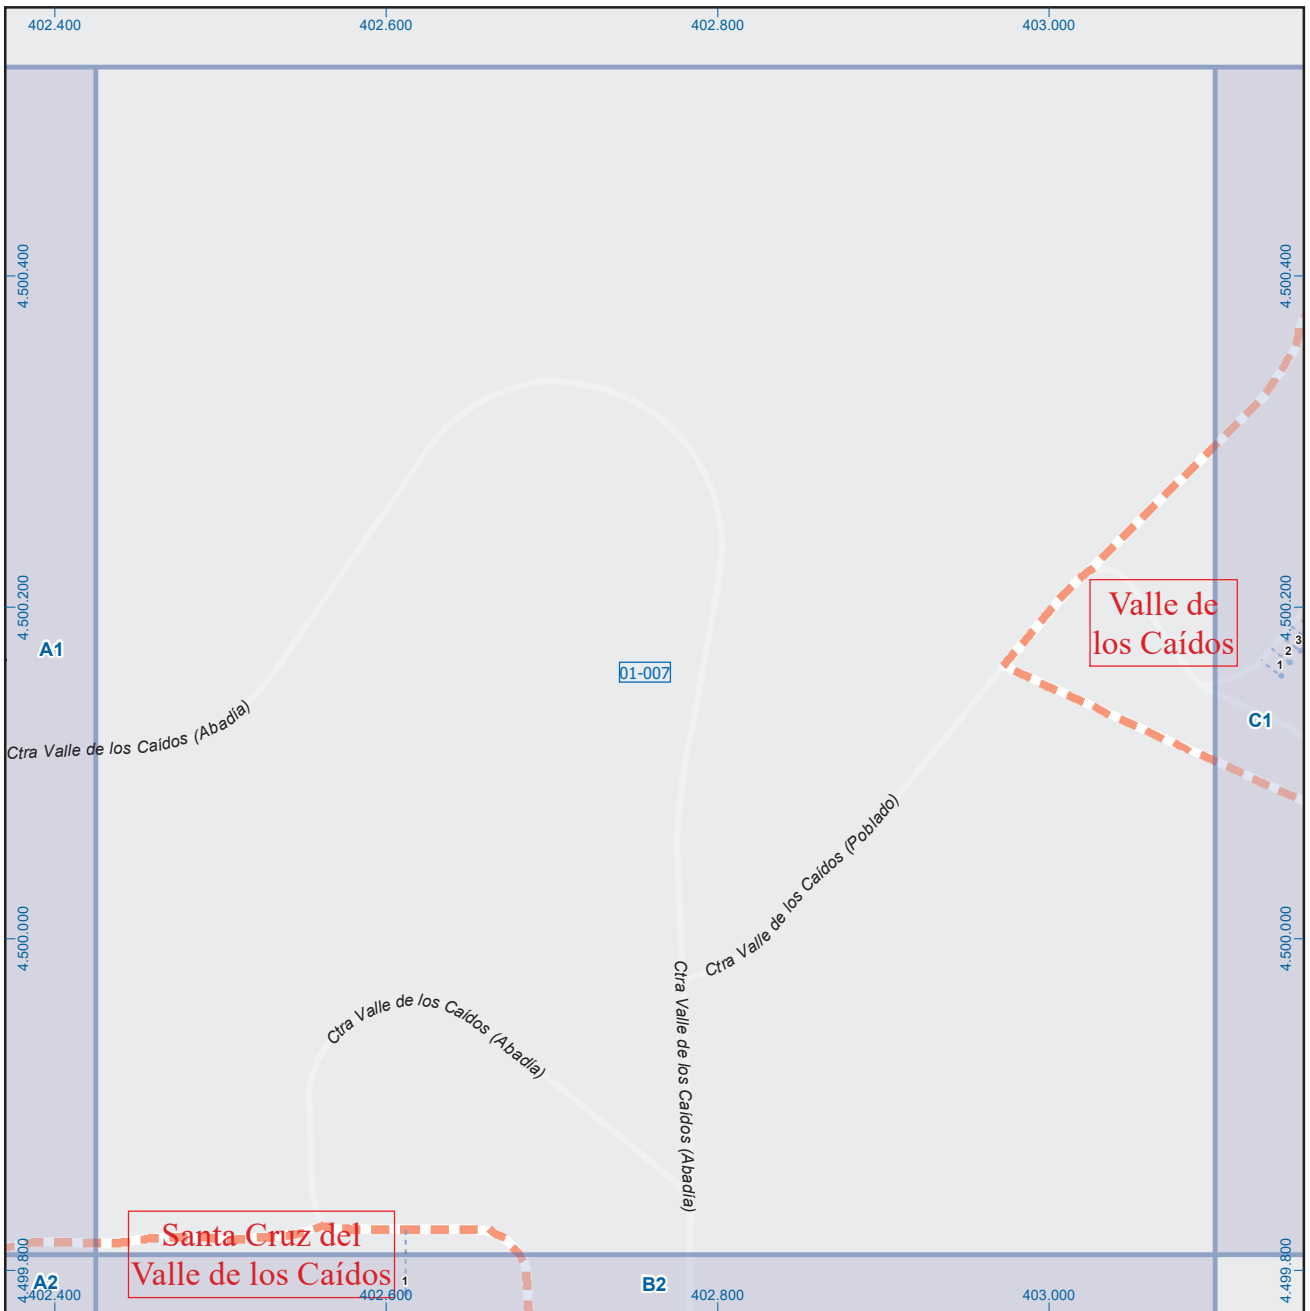 402.400
402.600
402.800
403.000
4.500.400
4.500.400
4.500.200
4.500.200
Valle de
los Caídos
3
2
1
A1
01-007
C1
Ctra Valle de los Caídos (Abadía)
Ctra Valle de los Caídos (Poblado)
4.500.000
4.500.000
Ctra Valle de los Caídos (Abadía)
Ctra Valle de los Caídos (Abadía)
Santa Cruz del
Valle de los Caídos
1
4.499.800
4.499.800
A2
B2
402.400
402.600
402.800
403.000